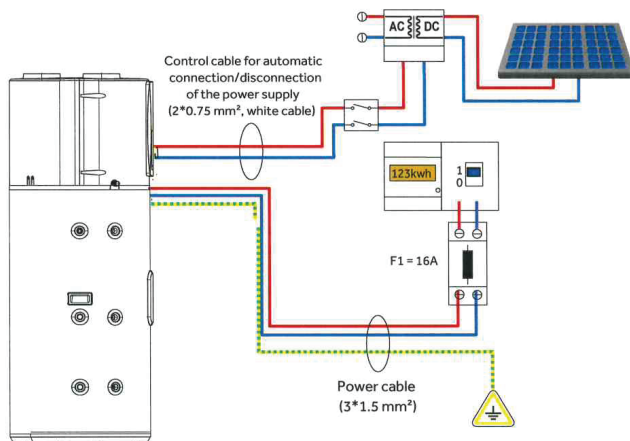 AC DC
Control cable for automatic
connection/disconnection
of the power supply
(2*0.75 mm², white cable)
123kwh
1
0
F1 = 16A
Power cable
(3*1.5 mm²)